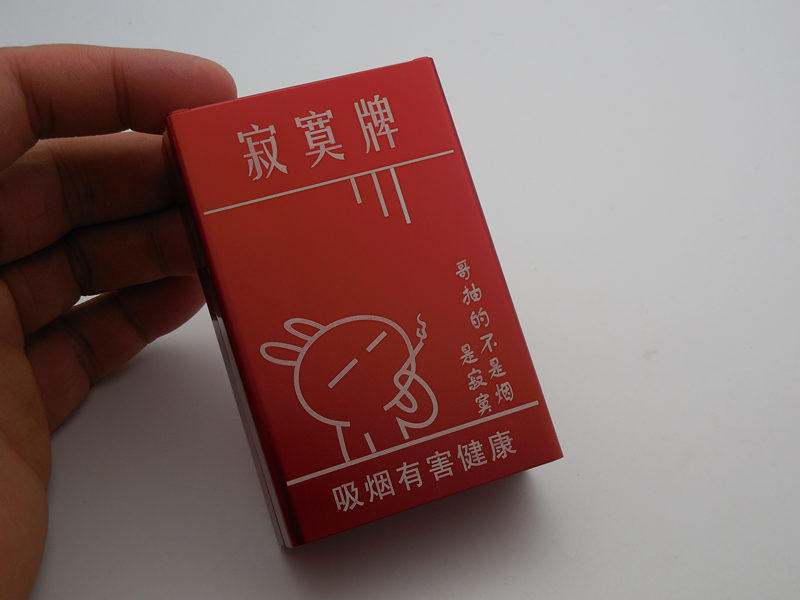 寂寞牌
哥抽的不是烟
是寂寞
吸烟有害健康